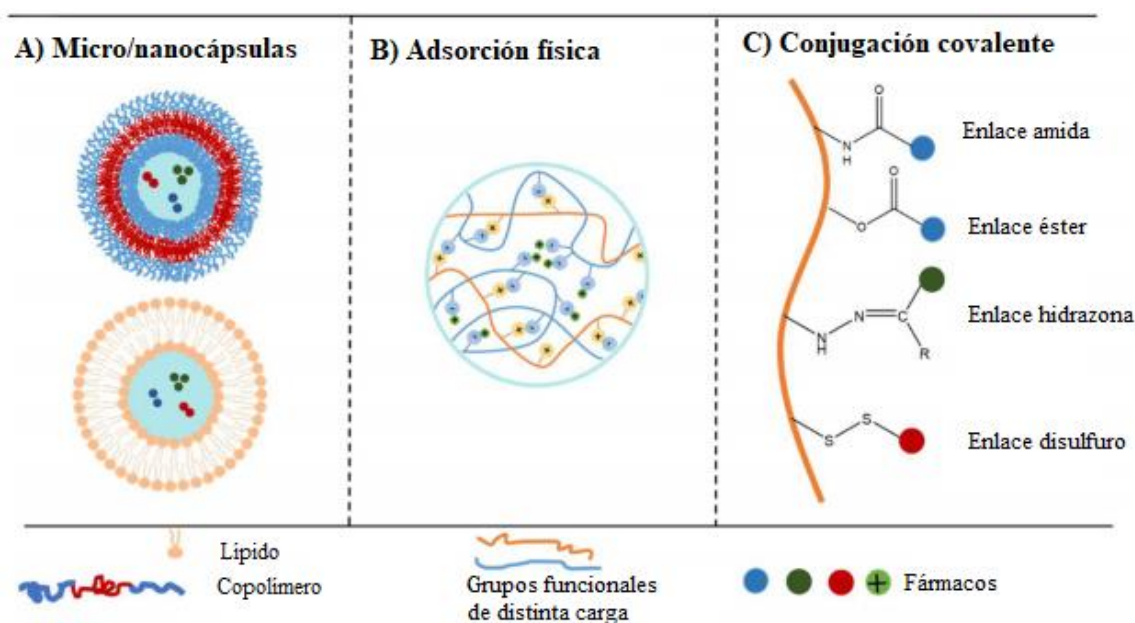 A) Micro/nanocápsulas
B) Adsorción física
C) Conjugación covalente
O
N
H
Enlace amida
O
O
Enlace éster
N
H
N
C
R
Enlace hidrazona
S
S
Enlace disulfuro
Lipido
Copolímero
Grupos funcionales
de distinta carga
+
Fármacos